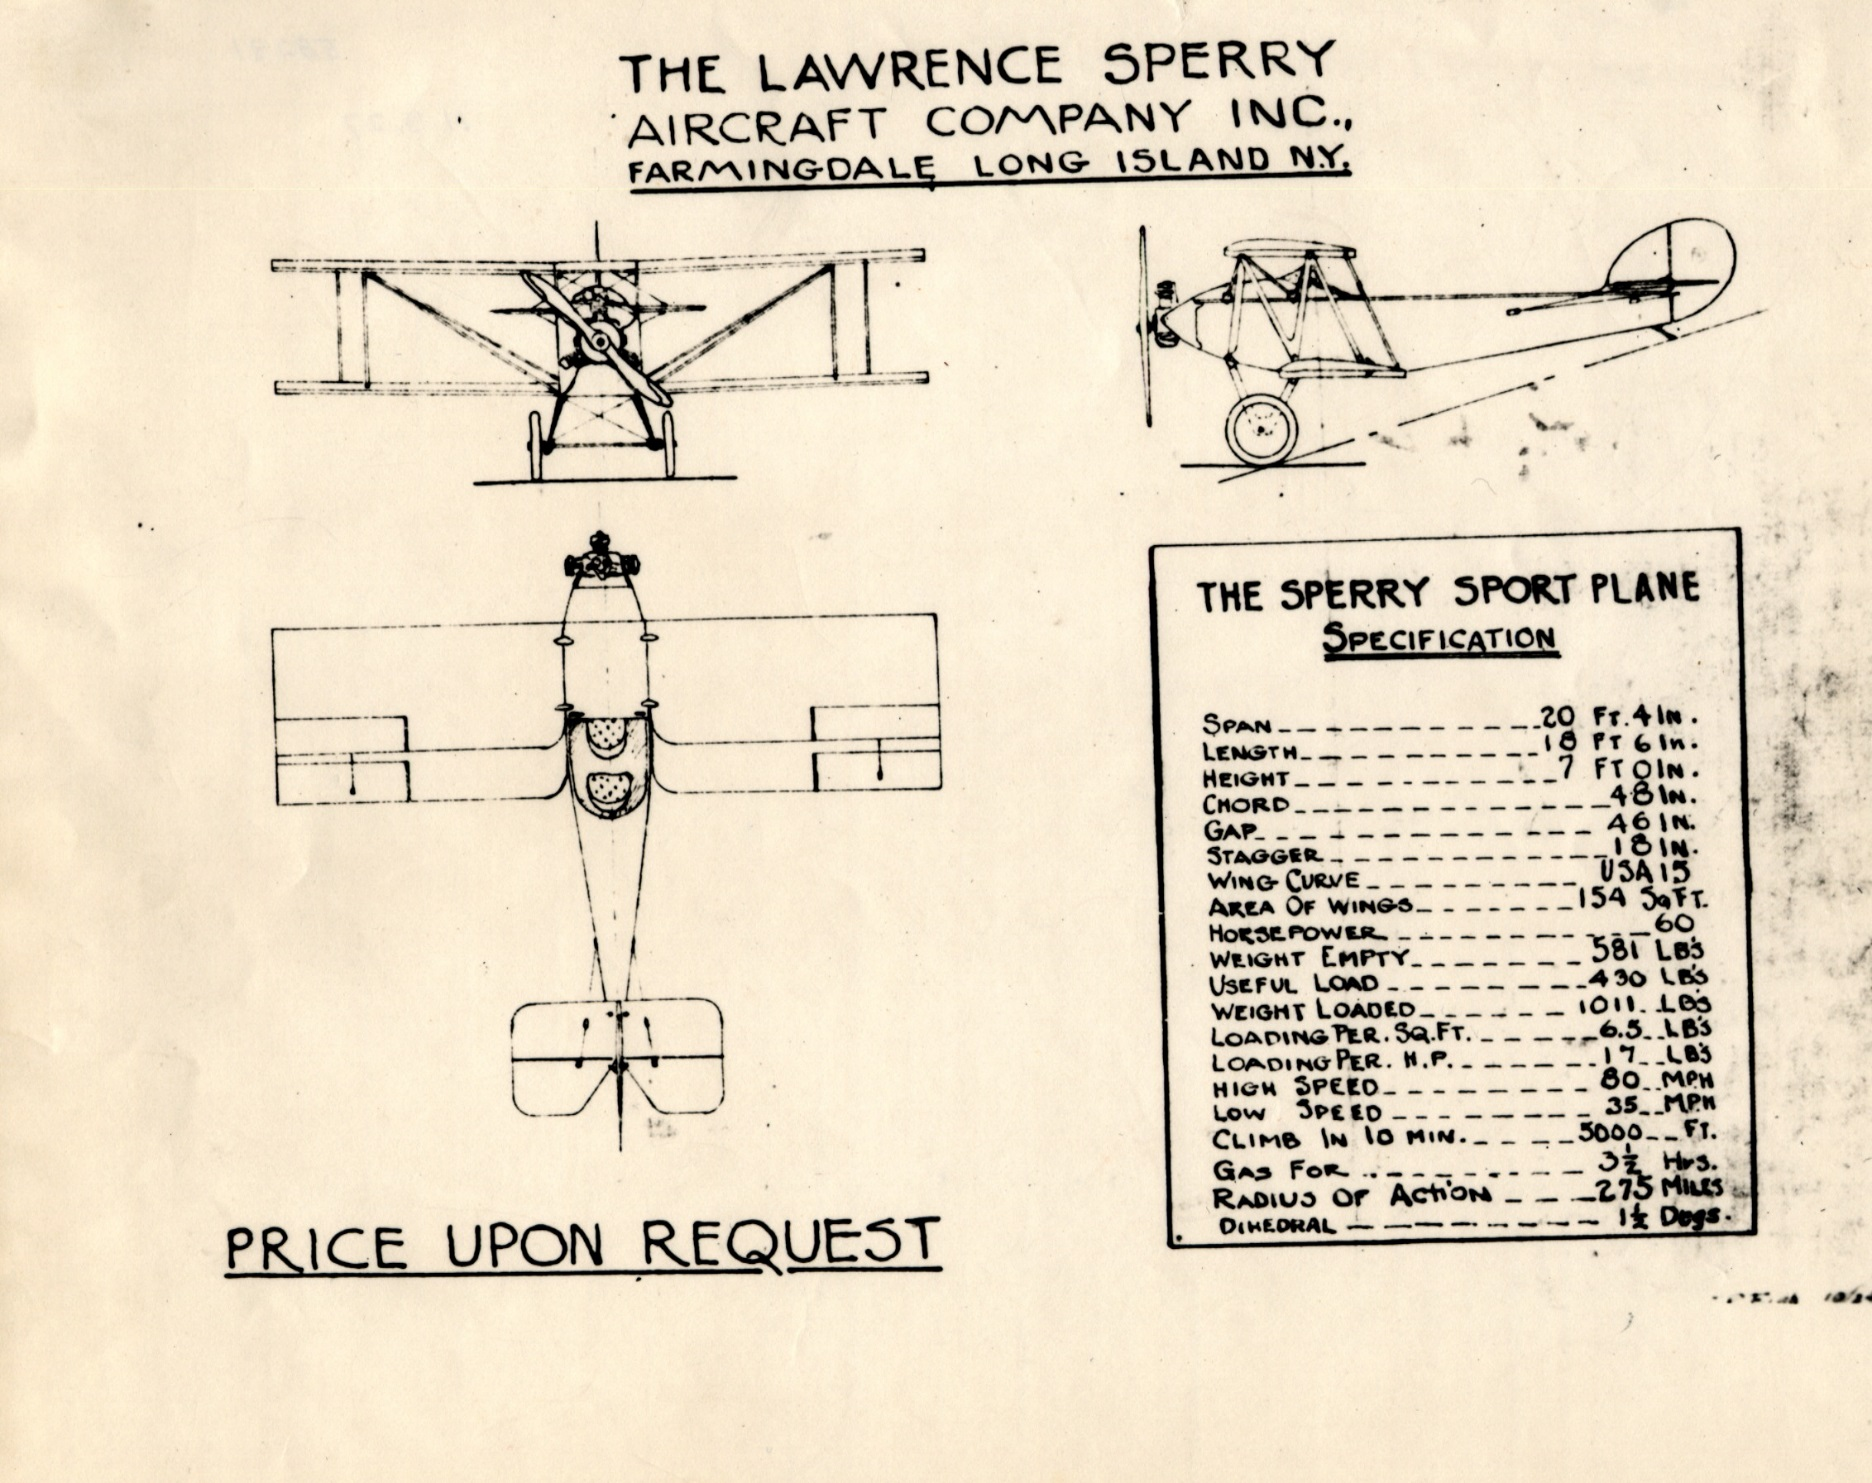 THE LAWRENCE SPERRY
AIRCRAFT COMPANY INC.,
FARMINGDALE LONG ISLAND N.Y.
THE SPERRY SPORT PLANE
SPECIFICATION
SPAN 20 FT. 4 IN.
LENGTH 18 FT 6 IN.
HEIGHT 7 FT 0 IN.
CHORD 48 IN.
GAP 46 IN.
STAGGER 18 IN.
WING CURVE USA 15
AREA OF WINGS 154 SQ FT.
HORSEPOWER 60
WEIGHT EMPTY 581 LB'S
USEFUL LOAD 430 LB'S
WEIGHT LOADED 1011 LB'S
LOADING PER. SQ. FT. 6.5 LB'S
LOADING PER. H.P. 17 LB'S
HIGH SPEED 80 MPH
LOW SPEED 35 MPH
CLIMB IN 10 MIN. 5000 FT.
GAS FOR 3½ Hrs.
RADIUS OF ACTION 275 MILES
DIHEDRAL 1½ Degs.
PRICE UPON REQUEST